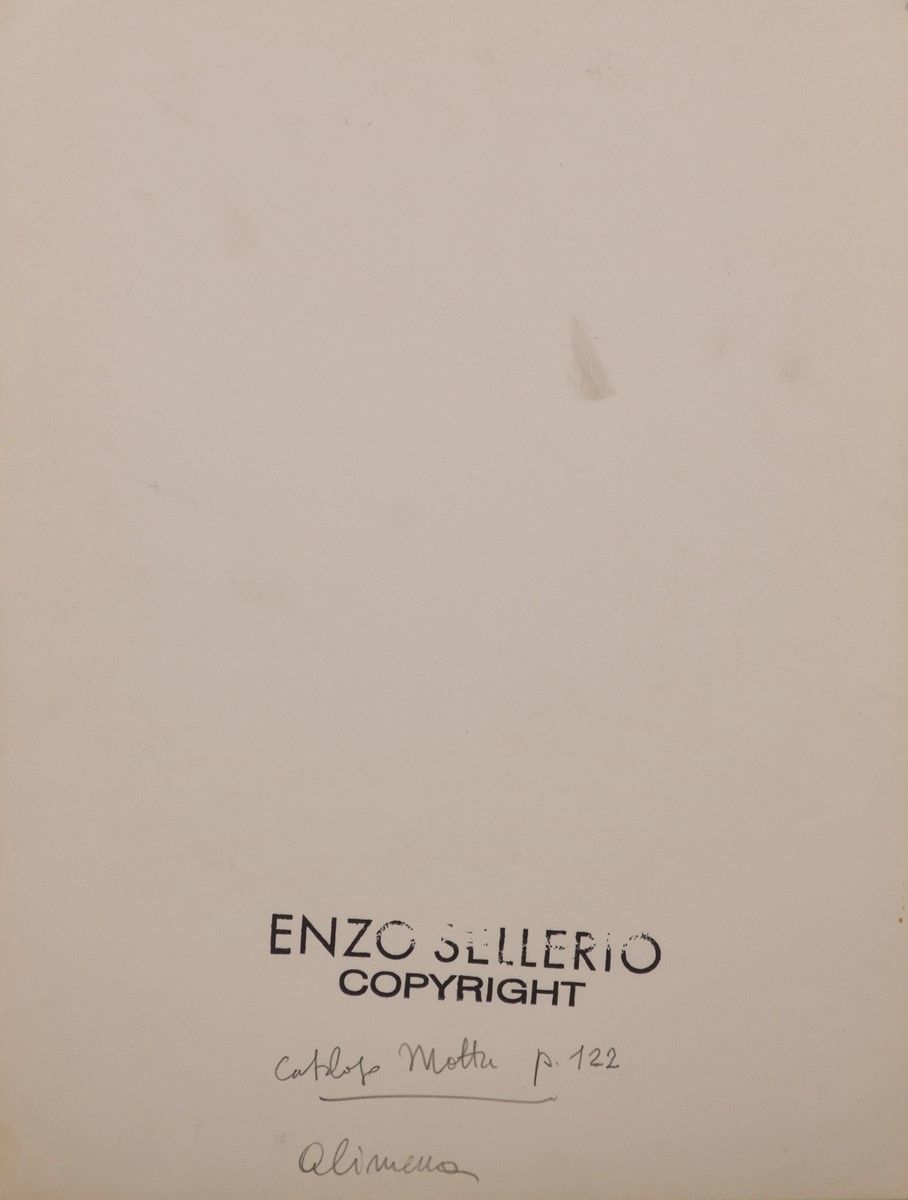 ENZO SELLERIO
COPYRIGHT
Catalogo Motta p. 122
Alimena